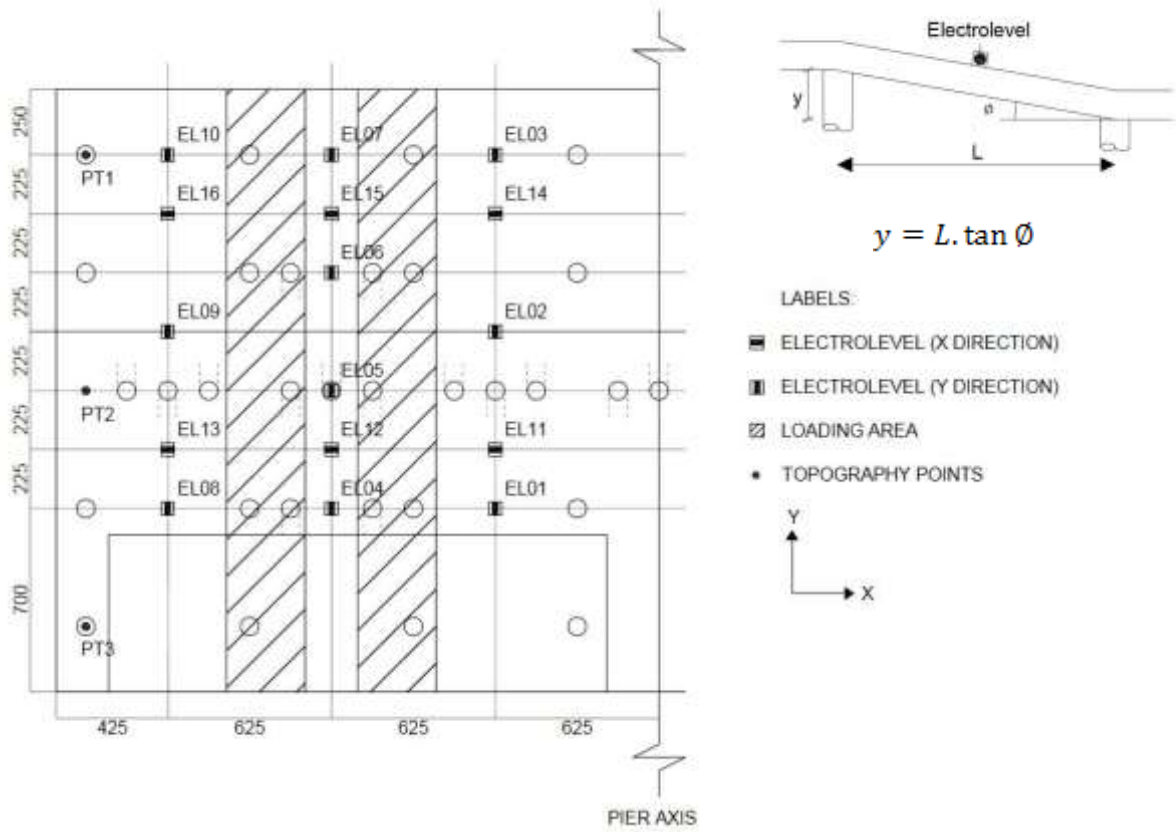 Electrolevel
y
ø
L
y = L. tan Ø
LABELS:
ELECTROLEVEL (X DIRECTION)
ELECTROLEVEL (Y DIRECTION)
LOADING AREA
TOPOGRAPHY POINTS
Y
X
250
225
225
225
225
225
225
700
EL10
EL07
EL03
PT1
EL16
EL15
EL14
EL06
EL09
EL02
EL05
PT2
EL13
EL12
EL11
EL08
EL04
EL01
PT3
425
625
625
625
PIER AXIS